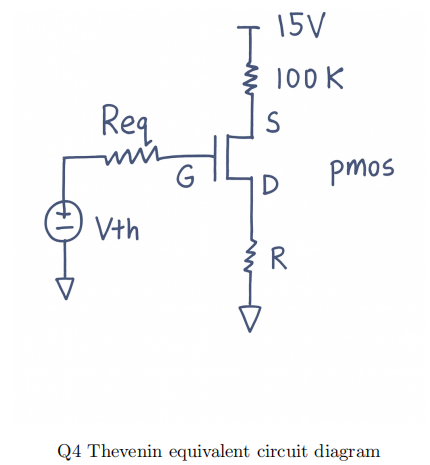 15V
100K
S
Req
G
D
pmos
Vth
R
Q4 Thevenin equivalent circuit diagram